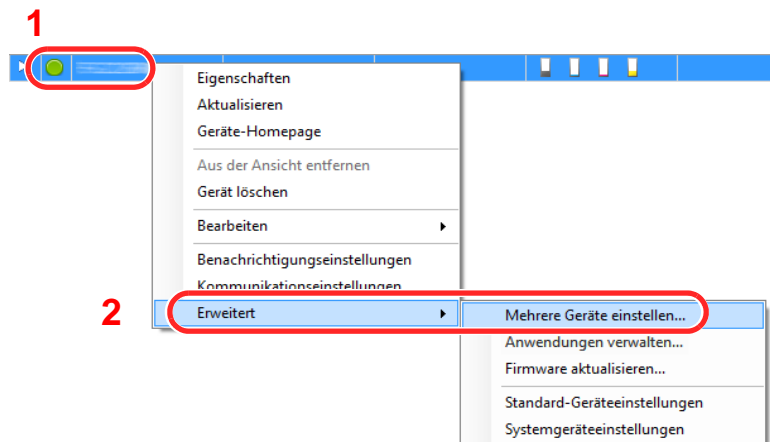 1
Eigenschaften
Aktualisieren
Geräte-Homepage
Aus der Ansicht entfernen
Gerät löschen
Bearbeiten
Benachrichtigungseinstellungen
Kommunikationseinstellungen
2
Erweitert
Mehrere Geräte einstellen...
Anwendungen verwalten...
Firmware aktualisieren...
Standard-Geräteeinstellungen
Systemgeräteeinstellungen